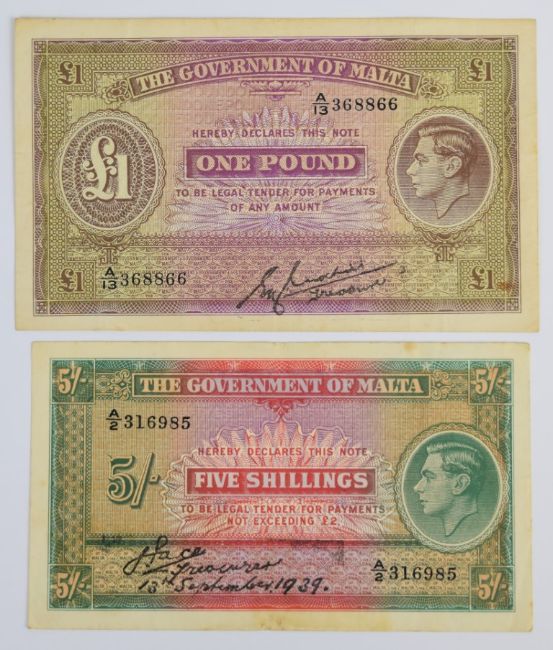 £1 THE GOVERNMENT OF MALTA £1
A/13 368866
HEREBY DECLARES THIS NOTE
£1 ONE POUND
TO BE LEGAL TENDER FOR PAYMENTS
OF ANY AMOUNT
£1 A/13 368866 £1
Treasurer
5/- THE GOVERNMENT OF MALTA 5/-
A/2 316985
HEREBY DECLARES THIS NOTE
5/- FIVE SHILLINGS
TO BE LEGAL TENDER FOR PAYMENTS
NOT EXCEEDING £2.
J Pace
Treasurer A/2 316985
5/- 13th September, 1939. 5/-